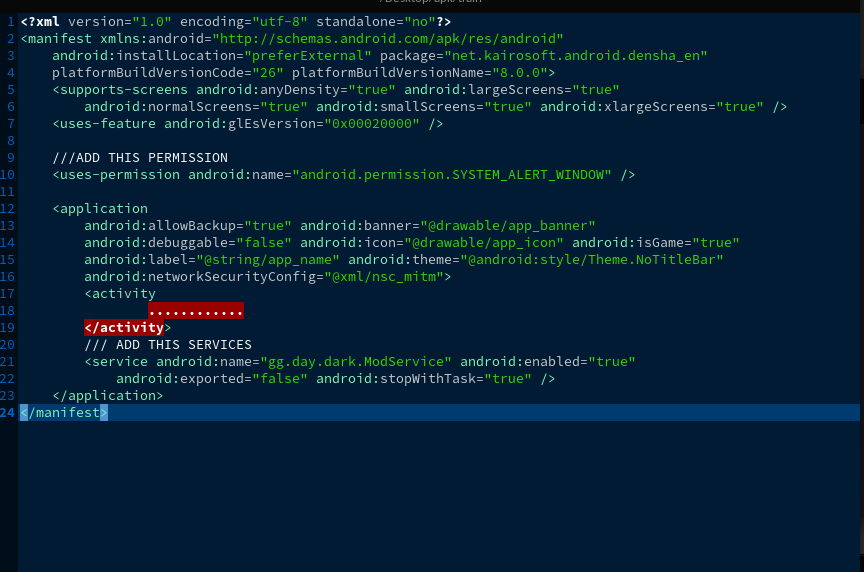 ~/Desktop/apk/train
1 <?xml version="1.0" encoding="utf-8" standalone="no"?>
2 <manifest xmlns:android="http://schemas.android.com/apk/res/android"
3 android:installLocation="preferExternal" package="net.kairosoft.android.densha_en"
4 platformBuildVersionCode="26" platformBuildVersionName="8.0.0">
5 <supports-screens android:anyDensity="true" android:largeScreens="true"
6 android:normalScreens="true" android:smallScreens="true" android:xlargeScreens="true" />
7 <uses-feature android:glEsVersion="0x00020000" />
8
9 ///ADD THIS PERMISSION
10 <uses-permission android:name="android.permission.SYSTEM_ALERT_WINDOW" />
11
12 <application
13 android:allowBackup="true" android:banner="@drawable/app_banner"
14 android:debuggable="false" android:icon="@drawable/app_icon" android:isGame="true"
15 android:label="@string/app_name" android:theme="@android:style/Theme.NoTitleBar"
16 android:networkSecurityConfig="@xml/nsc_mitm">
17 <activity
18 ............
19 </activity>
20 /// ADD THIS SERVICES
21 <service android:name="gg.day.dark.ModService" android:enabled="true"
22 android:exported="false" android:stopWithTask="true" />
23 </application>
24 </manifest>